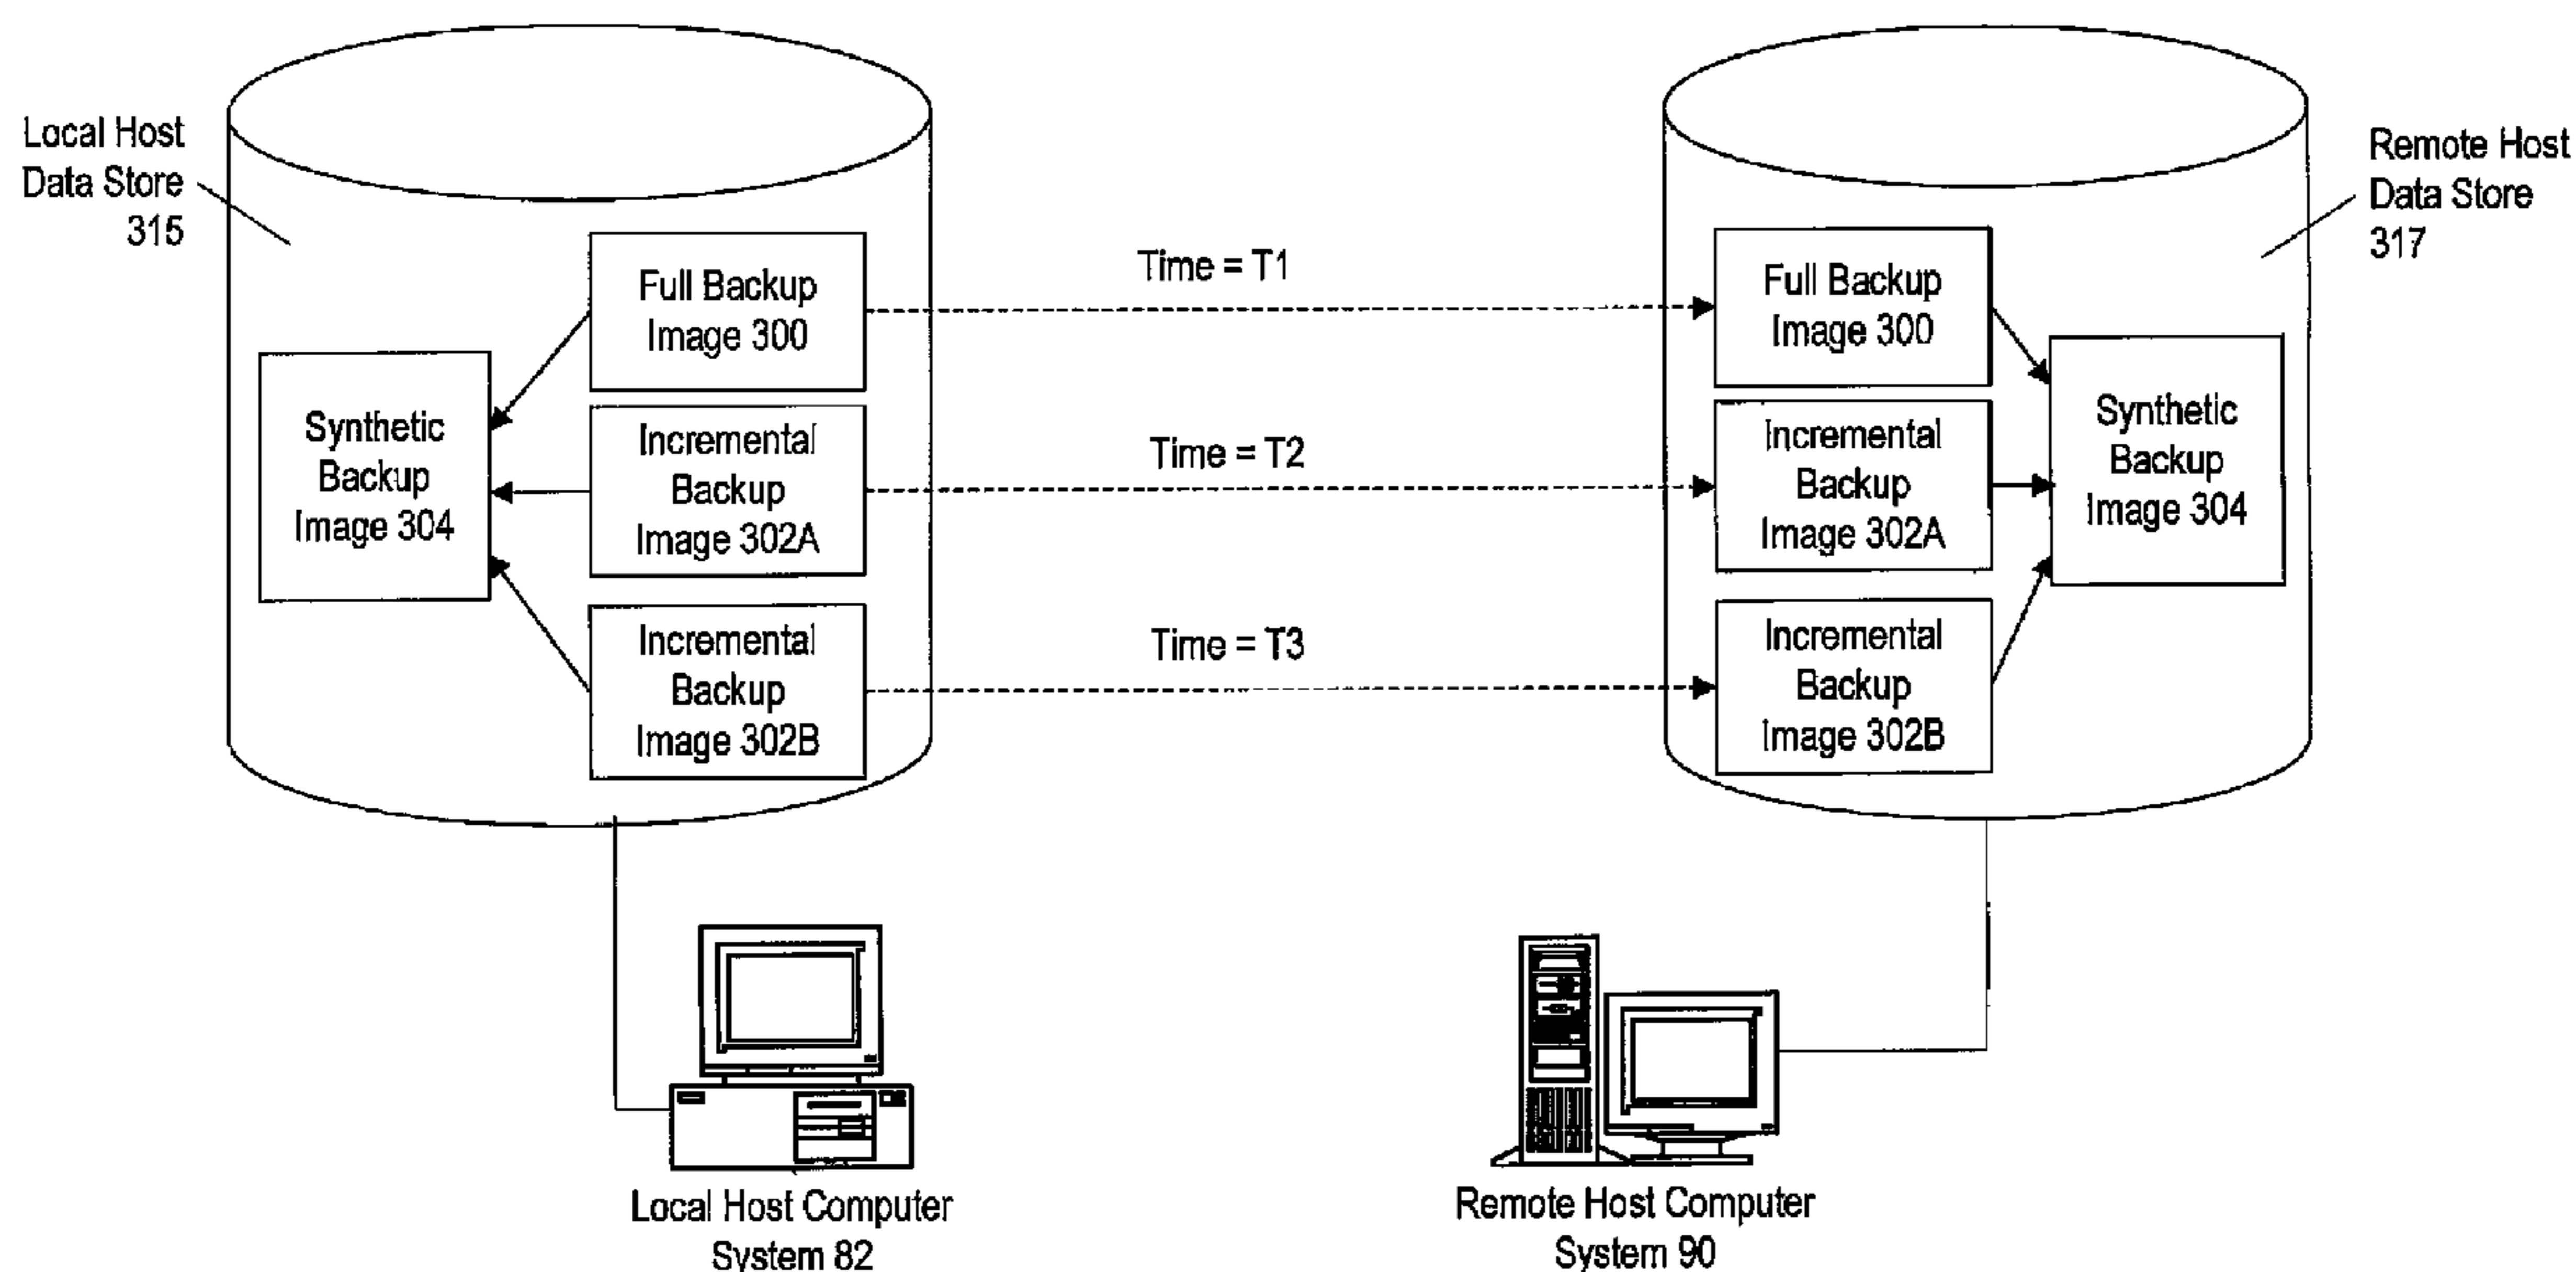 Local Host
Data Store
315
Full Backup
Image 300
Synthetic
Backup
Image 304
Incremental
Backup
Image 302A
Incremental
Backup
Image 302B
Time = T1
Time = T2
Time = T3
Full Backup
Image 300
Incremental
Backup
Image 302A
Incremental
Backup
Image 302B
Synthetic
Backup
Image 304
Remote Host
Data Store
317
Local Host Computer
System 82
Remote Host Computer
System 90